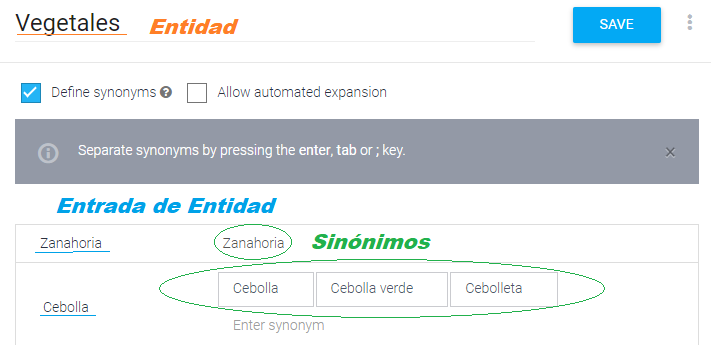 Vegetales Entidad SAVE
Define synonyms ? Allow automated expansion
Separate synonyms by pressing the enter, tab or ; key. ×
Entrada de Entidad
Zanahoria Zanahoria Sinónimos
Cebolla Cebolla Cebolla verde Cebolleta
Enter synonym